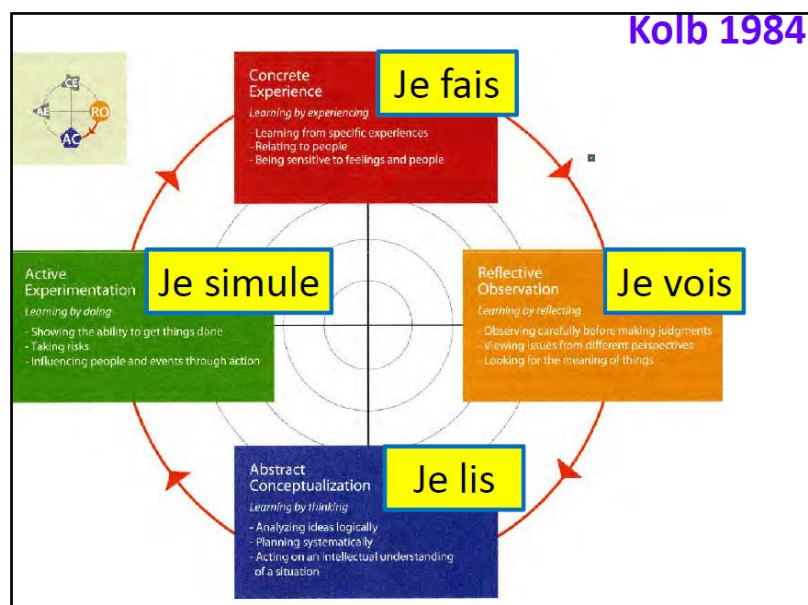 Kolb 1984
CE
AE
RO
AC
Concrete
Experience
Je fais
Learning by experiencing
- Learning from specific experiences
- Relating to people
- Being sensitive to feelings and people
Active
Experimentation
Je simule
Learning by doing
- Showing the ability to get things done
- Taking risks
- Influencing people and events through action
Reflective
Observation
Je vois
Learning by reflecting
- Observing carefully before making judgments
- Viewing issues from different perspectives
- Looking for the meaning of things
Abstract
Conceptualization
Je lis
Learning by thinking
- Analyzing ideas logically
- Planning systematically
- Acting on an intellectual understanding
of a situation